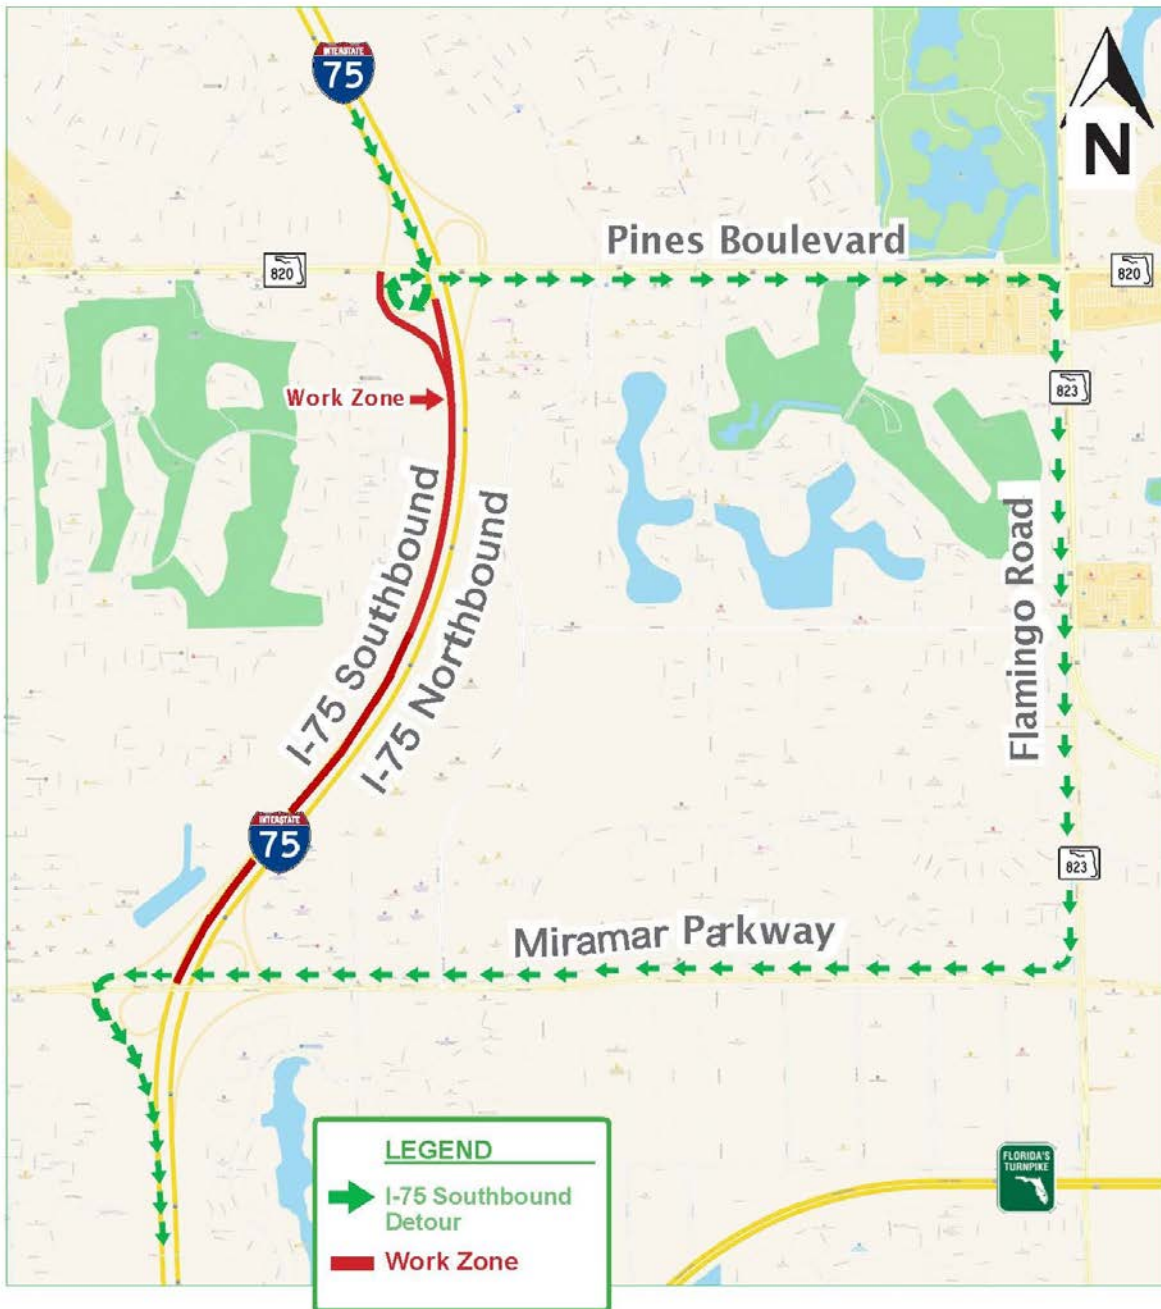 INTERSTATE
75
N
Pines Boulevard
820
820
Work Zone
823
I-75 Southbound
I-75 Northbound
Flamingo Road
INTERSTATE
75
823
Miramar Parkway
LEGEND
I-75 Southbound
Detour
Work Zone
FLORIDA'S
TURNPIKE